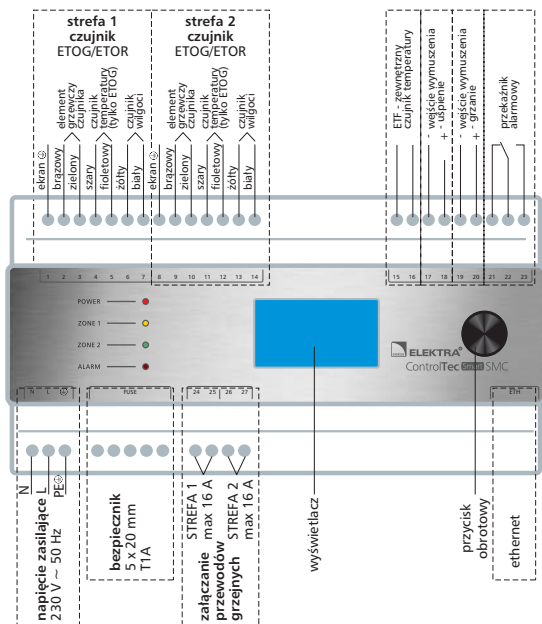 strefa 1
czujnik
ETOG/ETOR
strefa 2
czujnik
ETOG/ETOR
ekran
brązowy
element
grzewczy
czujnika
zielony
szary
czujnik
temperatury
(tylko ETOG)
fioletowy
żółty
czujnik
wilgoci
biały
ekran
brązowy
element
grzewczy
czujnika
zielony
szary
czujnik
temperatury
(tylko ETOG)
fioletowy
żółty
czujnik
wilgoci
biały
ETF - zewnętrzny
czujnik temperatury
- wejście wymuszenia
+ - uśpienie
- wejście wymuszenia
+ - grzanie
przekaźnik
alarmowy
1 2 3 4 5 6 7 8 9 10 11 12 13 14
15 16 17 18 19 20 21 22 23
POWER
ZONE 1
ZONE 2
ALARM
ELEKTRA®
ControlTec Smart SMC
N L
FUSE
24 25 26 27
ETH
N
L
PE
napięcie zasilające
230 V ~ 50 Hz
bezpiecznik
5 x 20 mm
T1A
STREFA 1
max 16 A
STREFA 2
max 16 A
załączanie
przewodów
grzejnych
wyświetlacz
przycisk
obrotowy
ethernet